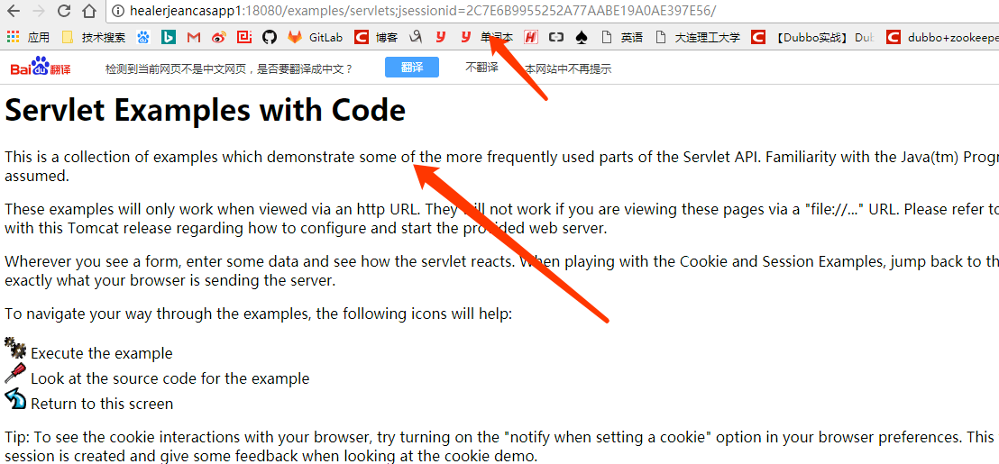 healerjeancasapp1:18080/examples/servlets;jsessionid=2C7E6B9955252A77AABE19A0AE397E56/
应用 技术搜索 GitLab 博客 单词本 英语 大连理工大学 【Dubbo实战】 Dub dubbo+zookeepe
Bai du 翻译 检测到当前网页不是中文网页，是否要翻译成中文？ 翻译 不翻译 本网站中不再提示
Servlet Examples with Code
This is a collection of examples which demonstrate some of the more frequently used parts of the Servlet API. Familiarity with the Java(tm) Progr
assumed.
These examples will only work when viewed via an http URL. They will not work if you are viewing these pages via a "file://..." URL. Please refer to
with this Tomcat release regarding how to configure and start the provided web server.
Wherever you see a form, enter some data and see how the servlet reacts. When playing with the Cookie and Session Examples, jump back to th
exactly what your browser is sending the server.
To navigate your way through the examples, the following icons will help:
Execute the example
Look at the source code for the example
Return to this screen
Tip: To see the cookie interactions with your browser, try turning on the "notify when setting a cookie" option in your browser preferences. This
session is created and give some feedback when looking at the cookie demo.